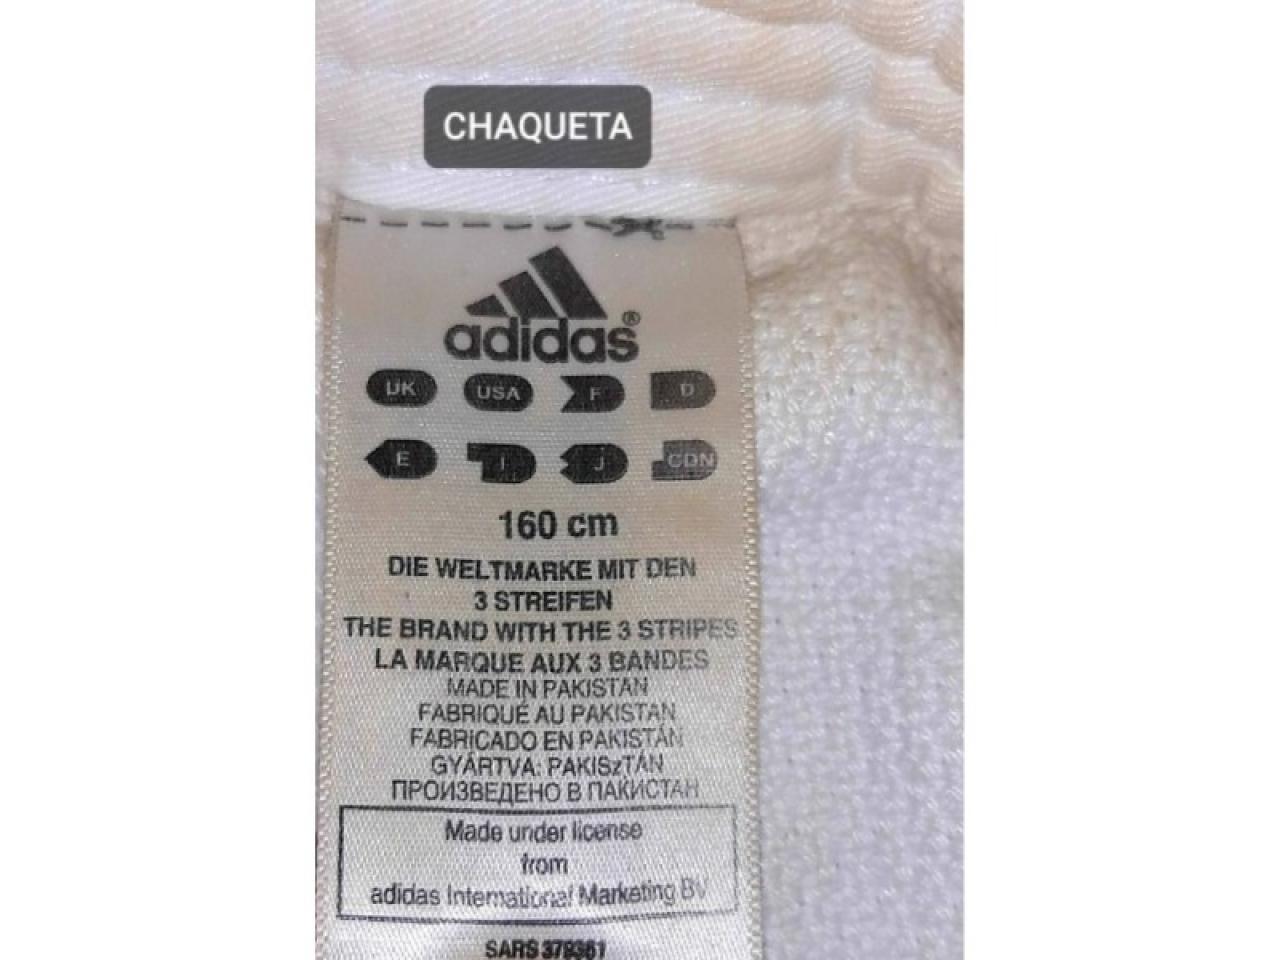 CHAQUETA
adidas®
UK USA F D
E I J CDN
160 cm
DIE WELTMARKE MIT DEN
3 STREIFEN
THE BRAND WITH THE 3 STRIPES
LA MARQUE AUX 3 BANDES
MADE IN PAKISTAN
FABRIQUÉ AU PAKISTAN
FABRICADO EN PAKISTÁN
GYÁRTVA: PAKISzTÁN
ПРОИЗВЕДЕНО В ПАКИСТАН
Made under license
from
adidas International Marketing BV
SARS